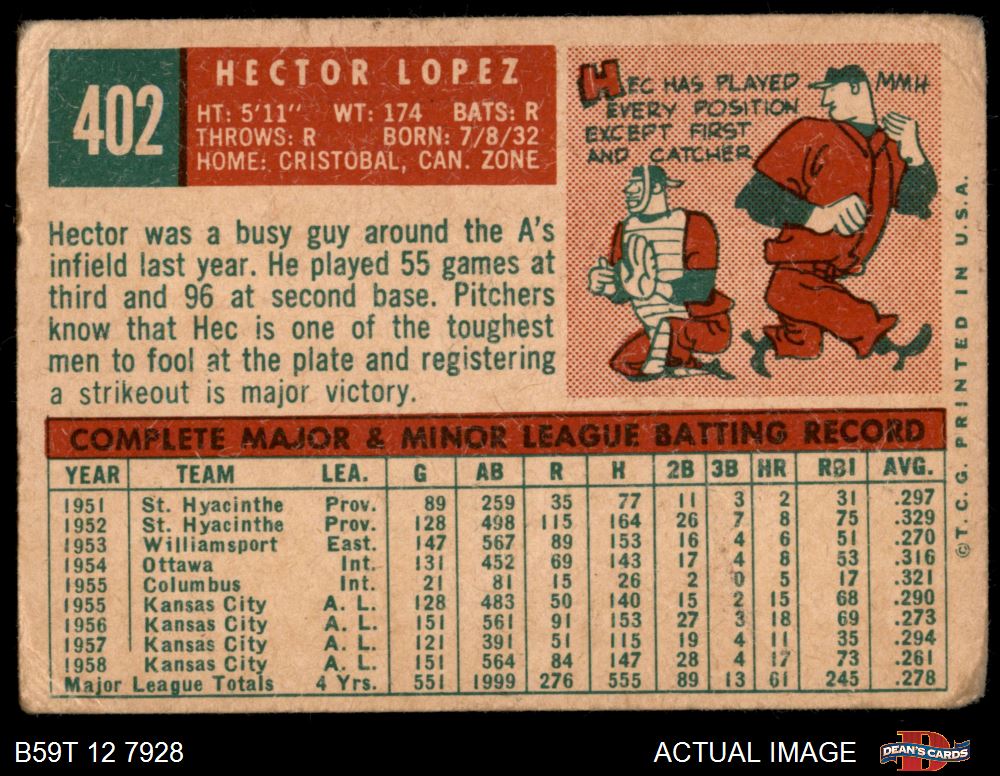 402
HECTOR LOPEZ
HT: 5'11" WT: 174 BATS: R
THROWS: R BORN: 7/8/32
HOME: CRISTOBAL, CAN. ZONE
HEC HAS PLAYED
EVERY POSITION
EXCEPT FIRST
AND CATCHER
MMH
Hector was a busy guy around the A's
infield last year. He played 55 games at
third and 96 at second base. Pitchers
know that Hec is one of the toughest
men to fool at the plate and registering
a strikeout is major victory.
COMPLETE MAJOR & MINOR LEAGUE BATTING RECORD
YEAR TEAM LEA. G AB R H 2B 3B HR RBI AVG.
1951 St. Hyacinthe Prov. 89 259 35 77 11 3 2 31 .297
1952 St. Hyacinthe Prov. 128 498 115 164 26 7 8 75 .329
1953 Williamsport East. 147 567 89 153 16 4 6 51 .270
1954 Ottawa Int. 131 452 69 143 17 4 8 53 .316
1955 Columbus Int. 21 81 15 26 2 0 5 17 .321
1955 Kansas City A. L. 128 483 50 140 15 2 15 68 .290
1956 Kansas City A. L. 151 561 91 153 27 3 18 69 .273
1957 Kansas City A. L. 121 391 51 115 19 4 11 35 .294
1958 Kansas City A. L. 151 564 84 147 28 4 17 73 .261
Major League Totals 4 Yrs. 551 1999 276 555 89 13 61 245 .278
©T. C. G. PRINTED IN U.S.A.
B59T 12 7928
ACTUAL IMAGE
DEAN'S CARDS